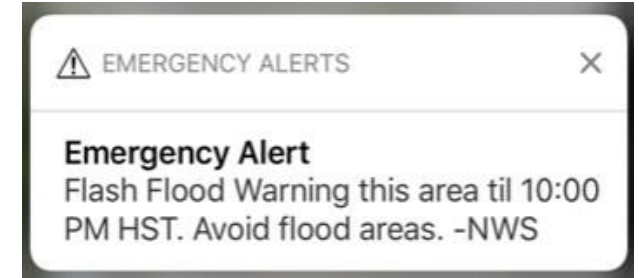 EMERGENCY ALERTS
Emergency Alert
Flash Flood Warning this area til 10:00
PM HST. Avoid flood areas. -NWS